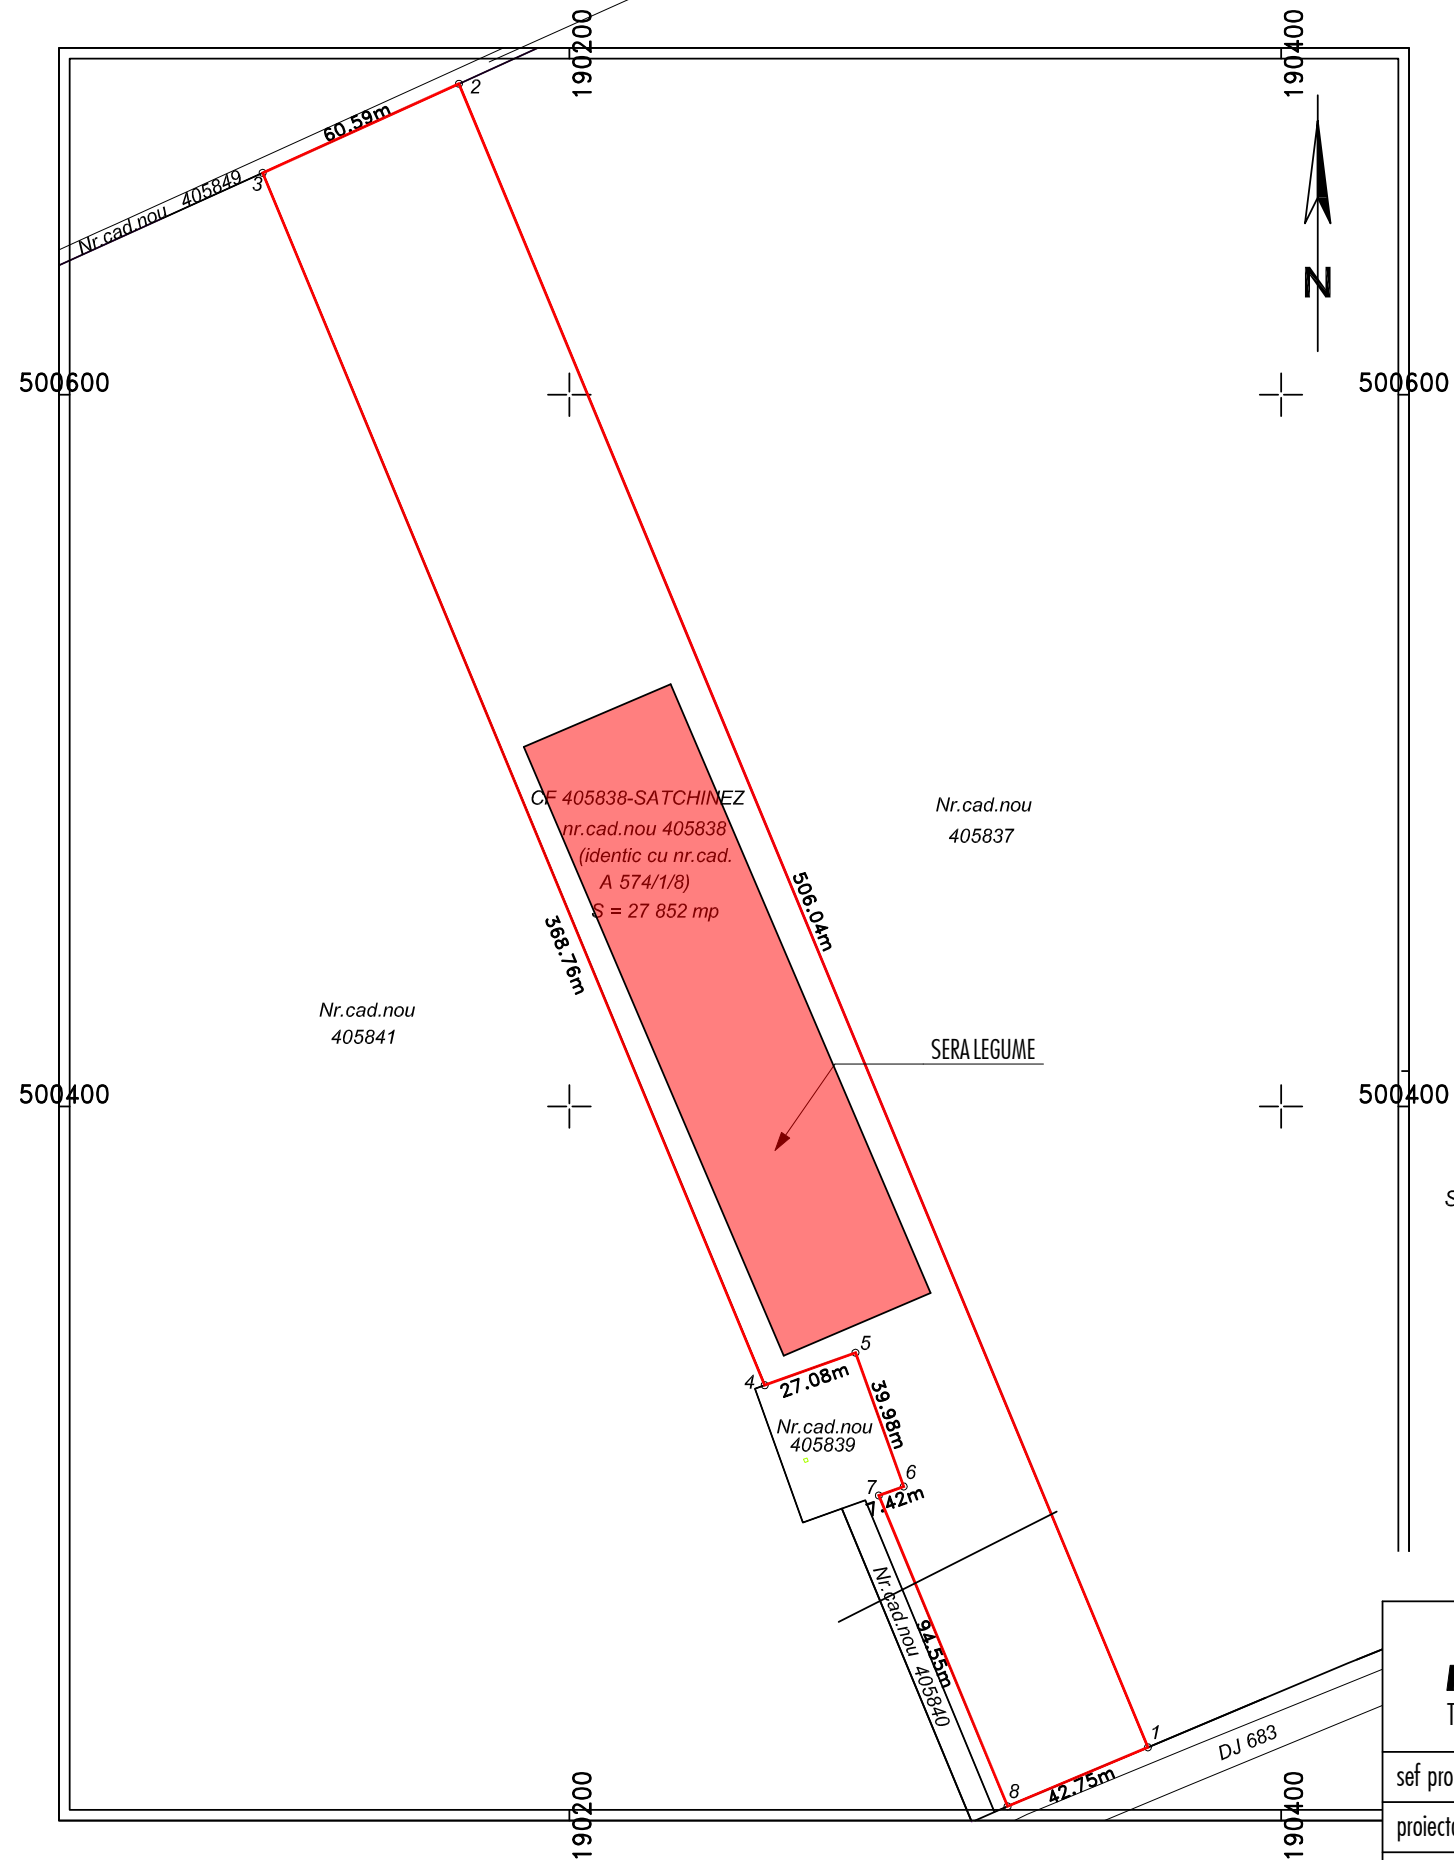 190200
190400
2
60.59m
3
Nr.cad.nou 405849
N
500600
500600
CF 405838-SATCHINEZ
nr.cad.nou 405838
(identic cu nr.cad.
A 574/1/8)
S = 27 852 mp
Nr.cad.nou
405837
506.04m
368.76m
Nr.cad.nou
405841
SERA LEGUME
500400
500400
S
5
4
27.08m
39.98m
Nr.cad.nou
405839
6
7
7.42m
Nr.cad.nou 405840
94.55m
1
DJ 683
8
42.75m
190200
190400
T
sef pro
proiecta